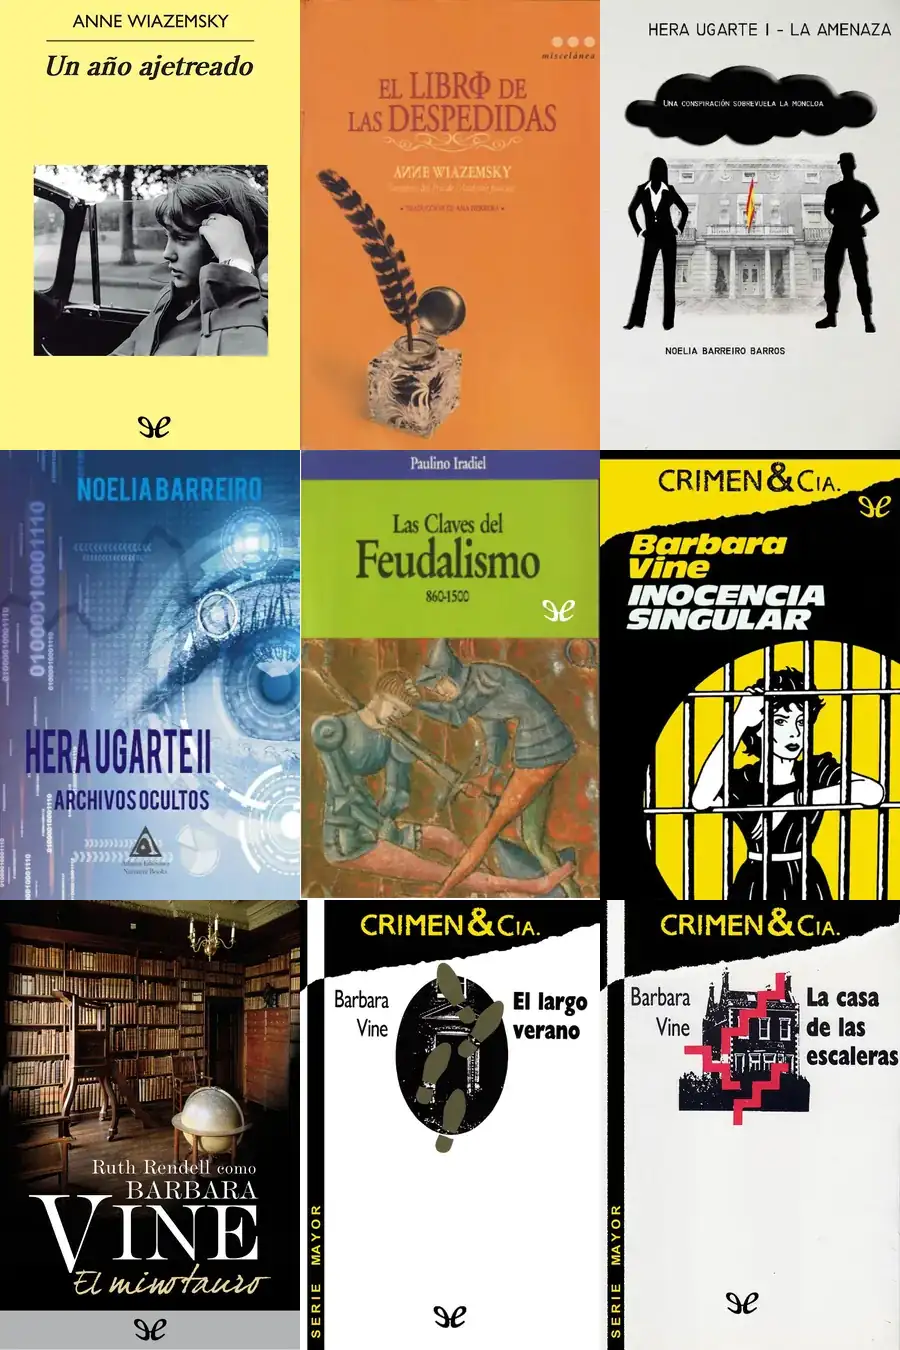 ANNE WIAZEMSKY
Un año ajetreado
miscelánea
EL LIBRΦ DE
LAS DESPEDIDAS
AИИE WIAZEMSKY
HERA UGARTE I - LA AMENAZA
UNA CONSPIRACIÓN SOBREVUELA LA MONCLOA
NOELIA BARREIRO BARROS
NOELIA BARREIRO
HERA UGARTE II
ARCHIVOS OCULTOS
Paulino Iradiel
Las Claves del
Feudalismo
860-1500
CRIMEN & CIA.
Barbara
Vine
INOCENCIA
SINGULAR
Ruth Rendell como
BARBARA
VINE
El minotauro
CRIMEN & CIA.
Barbara
Vine
El largo
verano
SERIE MAYOR
CRIMEN & CIA.
Barbara
Vine
La casa
de las
escaleras
SERIE MAYOR